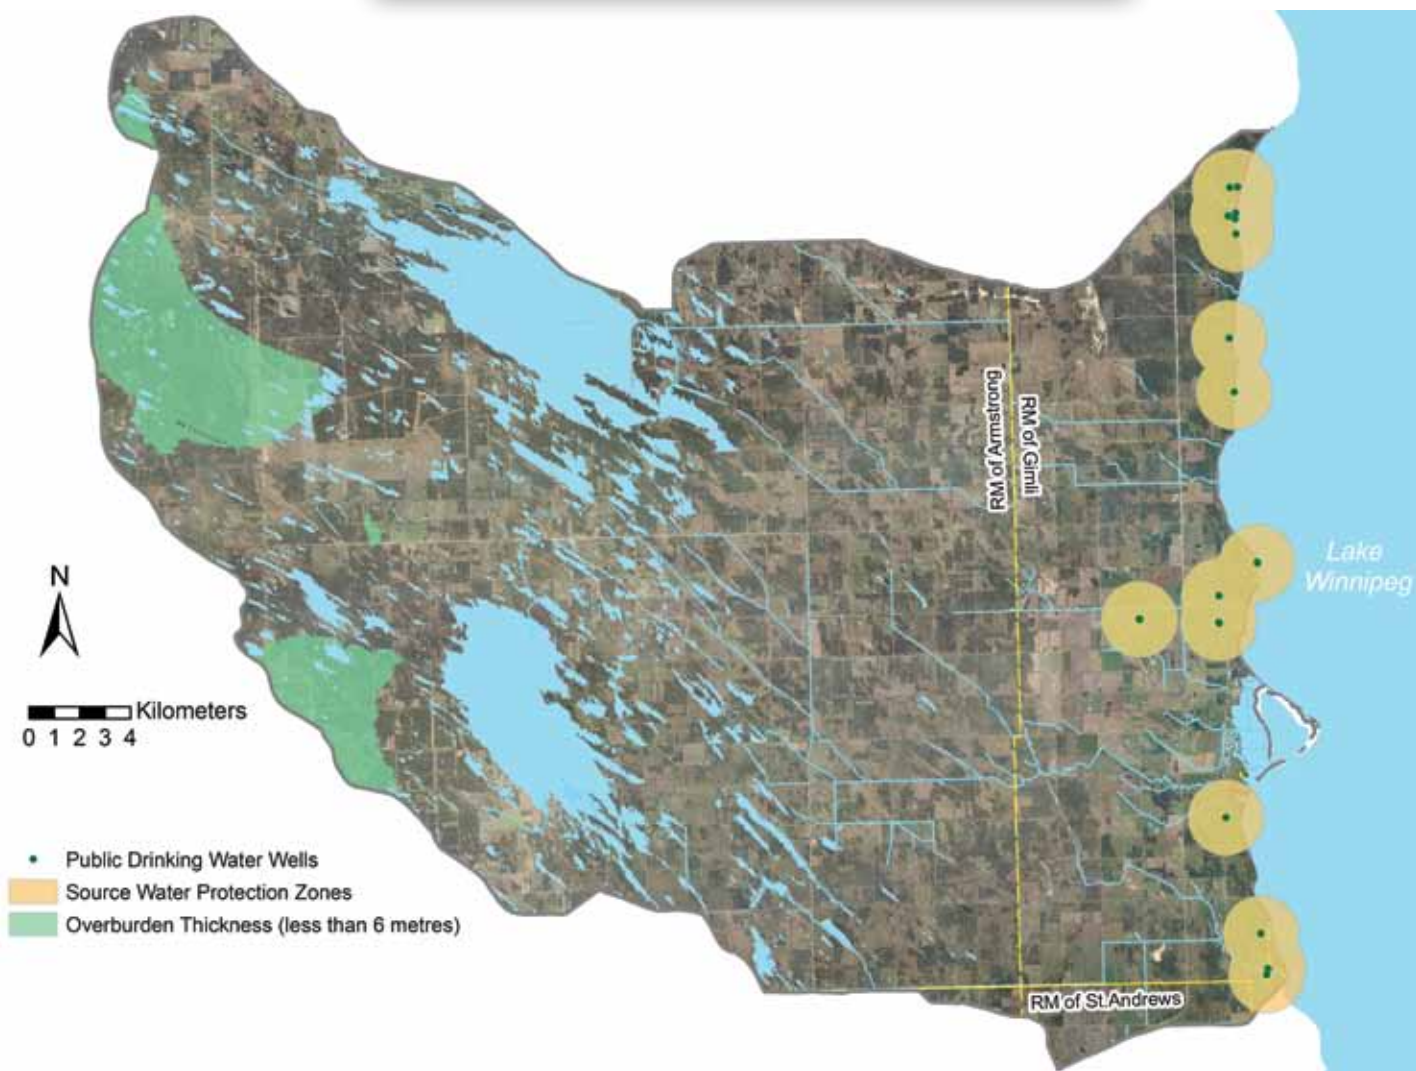 RM of Armstrong
RM of Gimli
Lake
Winnipeg
N
Kilometers
0 1 2 3 4
Public Drinking Water Wells
Source Water Protection Zones
Overburden Thickness (less than 6 metres)
RM of St.Andrews